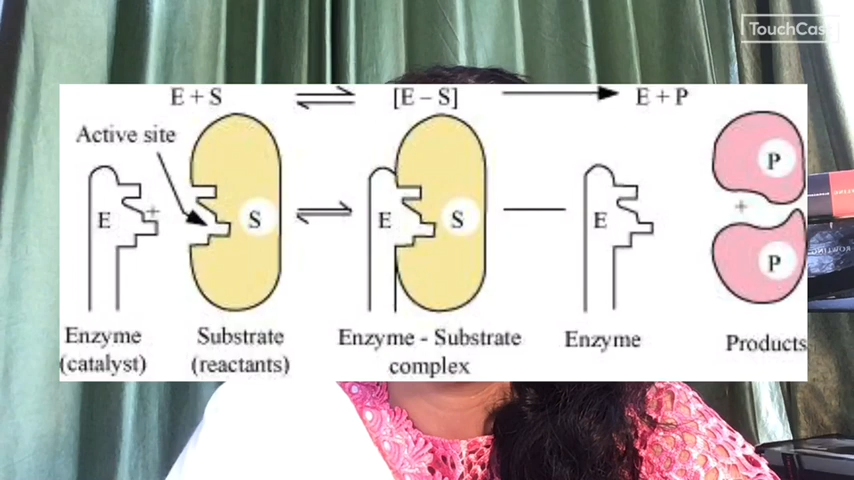 TouchCast
E + S ⇌ [E – S] → E + P
Active site
E + S ⇌ E S — E + P
P
Enzyme Substrate Enzyme - Substrate Enzyme Products
(catalyst) (reactants) complex